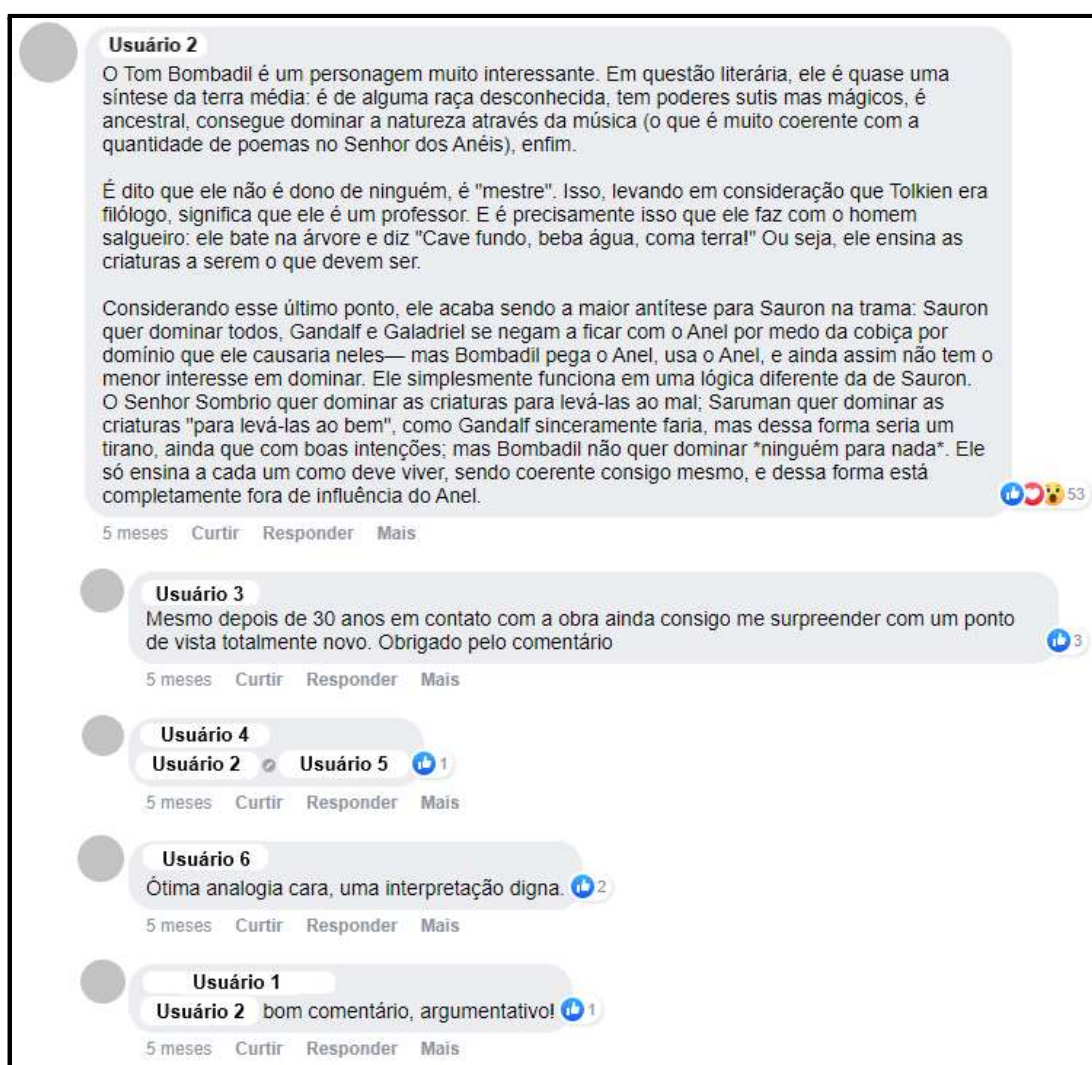 Usuário 2
O Tom Bombadil é um personagem muito interessante. Em questão literária, ele é quase uma
síntese da terra média: é de alguma raça desconhecida, tem poderes sutis mas mágicos, é
ancestral, consegue dominar a natureza através da música (o que é muito coerente com a
quantidade de poemas no Senhor dos Anéis), enfim.
É dito que ele não é dono de ninguém, é "mestre". Isso, levando em consideração que Tolkien era
filólogo, significa que ele é um professor. E é precisamente isso que ele faz com o homem
salgueiro: ele bate na árvore e diz "Cave fundo, beba água, coma terra!" Ou seja, ele ensina as
criaturas a serem o que devem ser.
Considerando esse último ponto, ele acaba sendo a maior antítese para Sauron na trama: Sauron
quer dominar todos, Gandalf e Galadriel se negam a ficar com o Anel por medo da cobiça por
domínio que ele causaria neles— mas Bombadil pega o Anel, usa o Anel, e ainda assim não tem o
menor interesse em dominar. Ele simplesmente funciona em uma lógica diferente da de Sauron.
O Senhor Sombrio quer dominar as criaturas para levá-las ao mal; Saruman quer dominar as
criaturas "para levá-las ao bem", como Gandalf sinceramente faria, mas dessa forma seria um
tirano, ainda que com boas intenções; mas Bombadil não quer dominar *ninguém para nada*. Ele
só ensina a cada um como deve viver, sendo coerente consigo mesmo, e dessa forma está
completamente fora de influência do Anel.
53
5 meses Curtir Responder Mais
Usuário 3
Mesmo depois de 30 anos em contato com a obra ainda consigo me surpreender com um ponto
de vista totalmente novo. Obrigado pelo comentário
3
5 meses Curtir Responder Mais
Usuário 4
Usuário 2 Usuário 5 1
5 meses Curtir Responder Mais
Usuário 6
Ótima analogia cara, uma interpretação digna. 2
5 meses Curtir Responder Mais
Usuário 1
Usuário 2 bom comentário, argumentativo! 1
5 meses Curtir Responder Mais